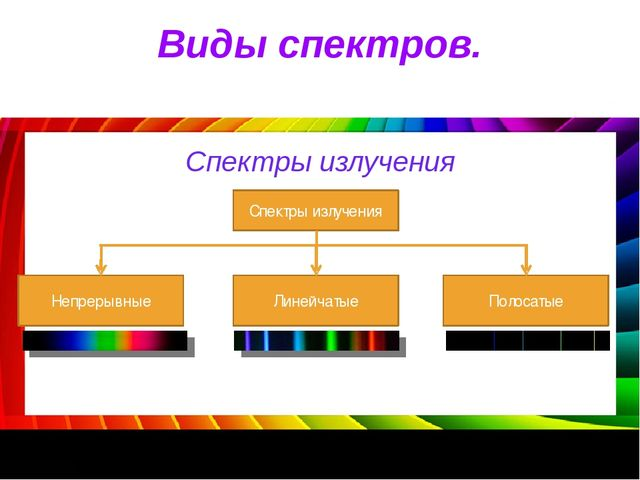 Виды спектров.
Спектры излучения
Спектры излучения
Непрерывные
Линейчатые
Полосатые